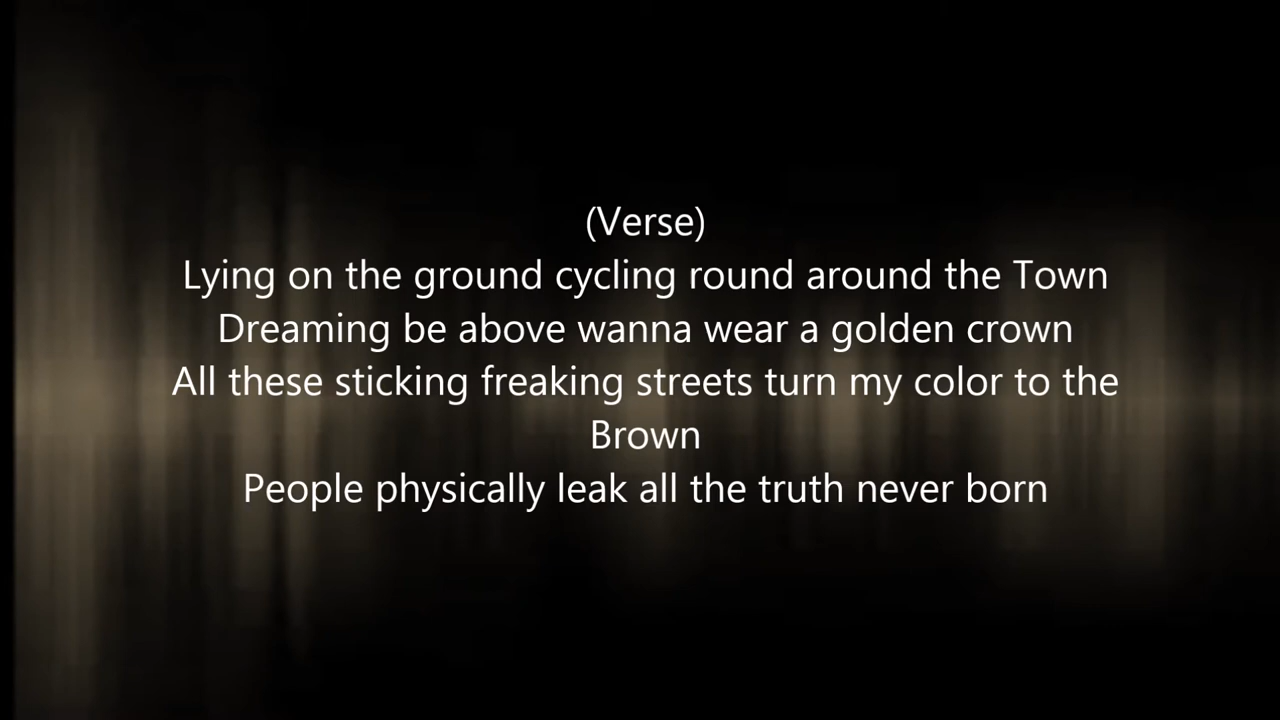 (Verse)
Lying on the ground cycling round around the Town
Dreaming be above wanna wear a golden crown
All these sticking freaking streets turn my color to the
Brown
People physically leak all the truth never born